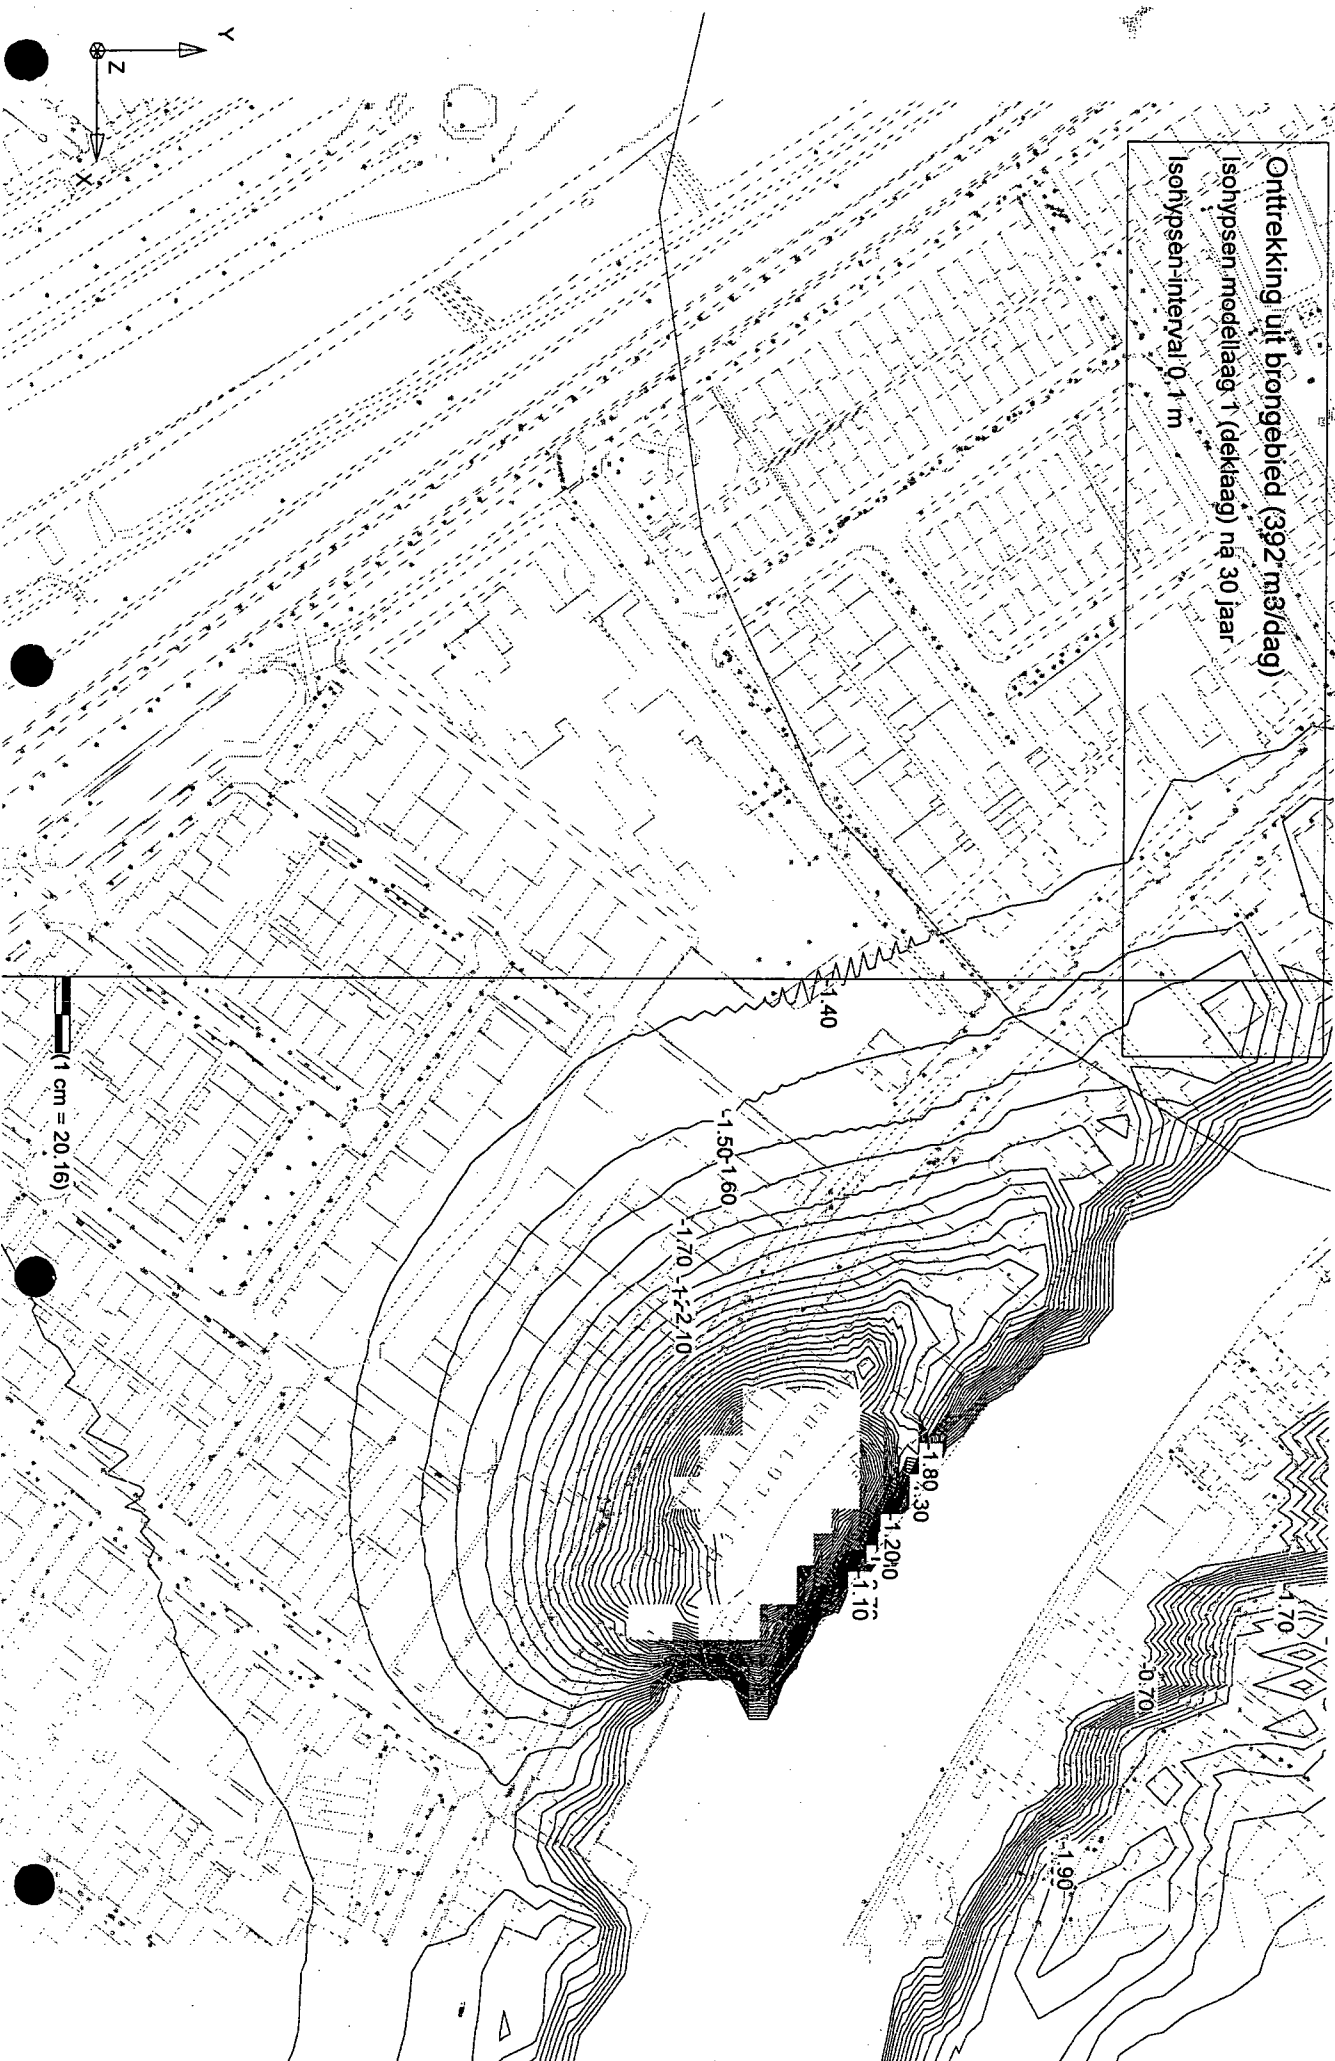 Onttrekking uit brongebied (392 m3/dag)
Isohypsen modellaag 1 (deklaag) na 30 jaar
Isohypsen-interval 0.1 m
Y
Z
X
-1.40
-1.50
-1.60
-1.70
-2.10
-1.80
-1.20
-1.10
-1.70
-0.70
-1.90
(1 cm = 20.16)